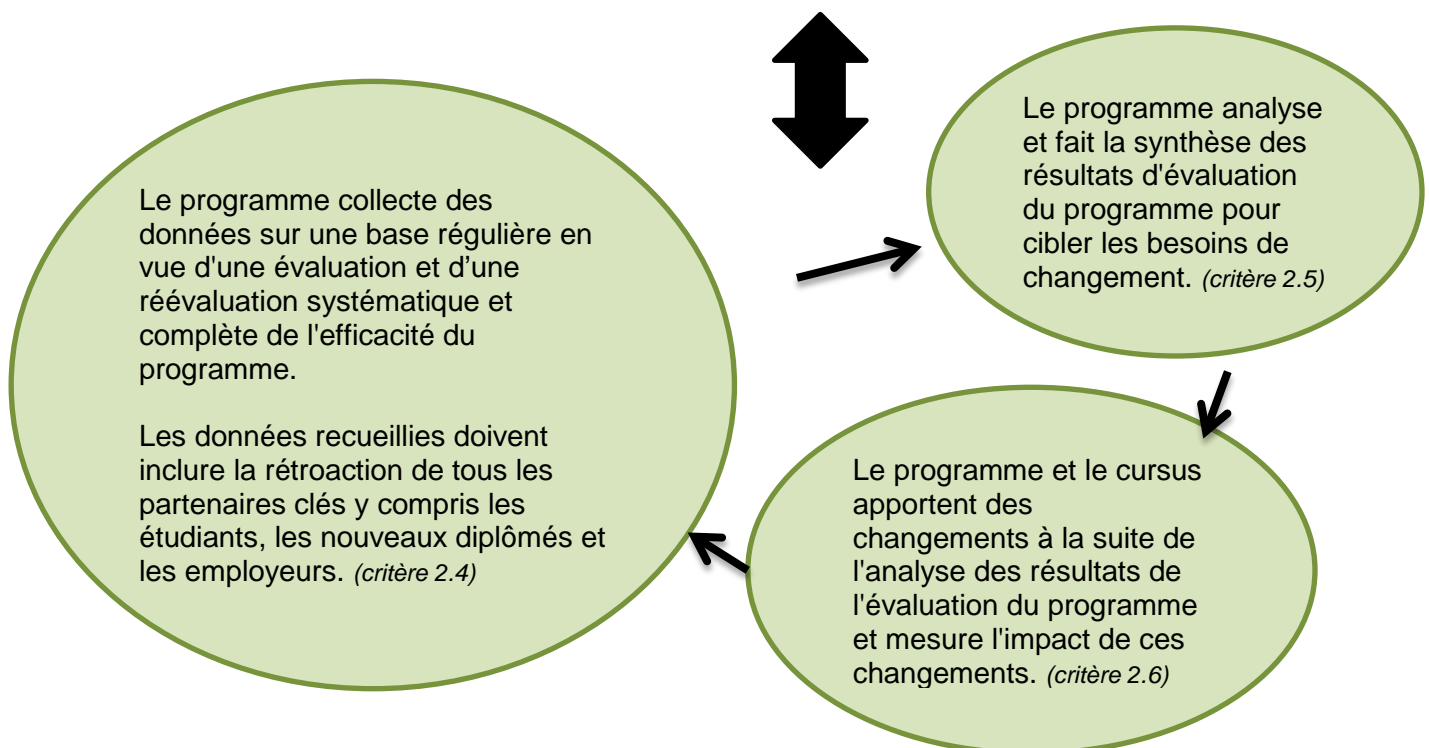 Le programme collecte des
données sur une base régulière en
vue d'une évaluation et d’une
réévaluation systématique et
complète de l'efficacité du
programme.
Les données recueillies doivent
inclure la rétroaction de tous les
partenaires clés y compris les
étudiants, les nouveaux diplômés et
les employeurs. (critère 2.4)
Le programme analyse
et fait la synthèse des
résultats d'évaluation
du programme pour
cibler les besoins de
changement. (critère 2.5)
Le programme et le cursus
apportent des
changements à la suite de
l'analyse des résultats de
l'évaluation du programme
et mesure l'impact de ces
changements. (critère 2.6)